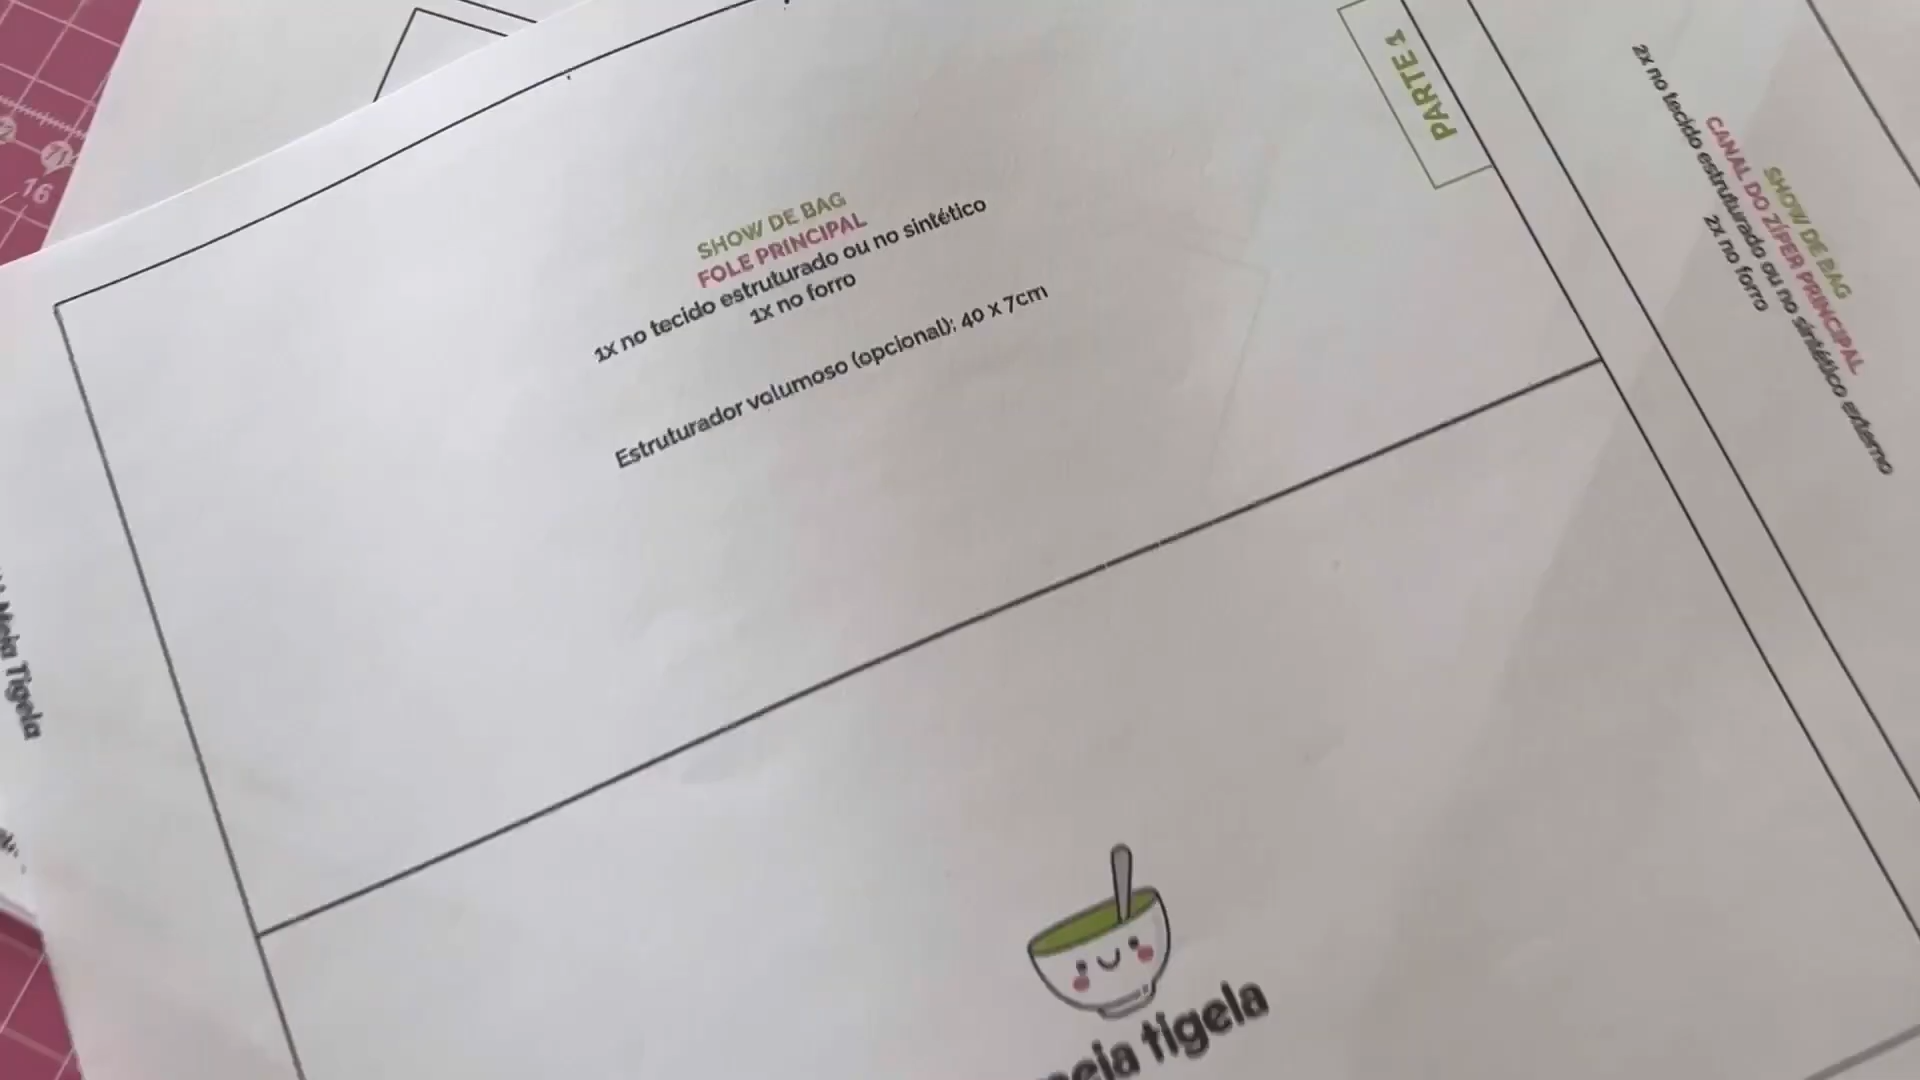 SHOW DE BAG
FOLE PRINCIPAL
1x no tecido estruturado ou no sintético
1x no forro
Estruturador volumoso (opcional): 40 x 7cm
PARTE 1
SHOW DE BAG
CANAL DO ZÍPER PRINCIPAL
2x no tecido estruturado ou no sintético externo
2x no forro
tigela
Tigela
16